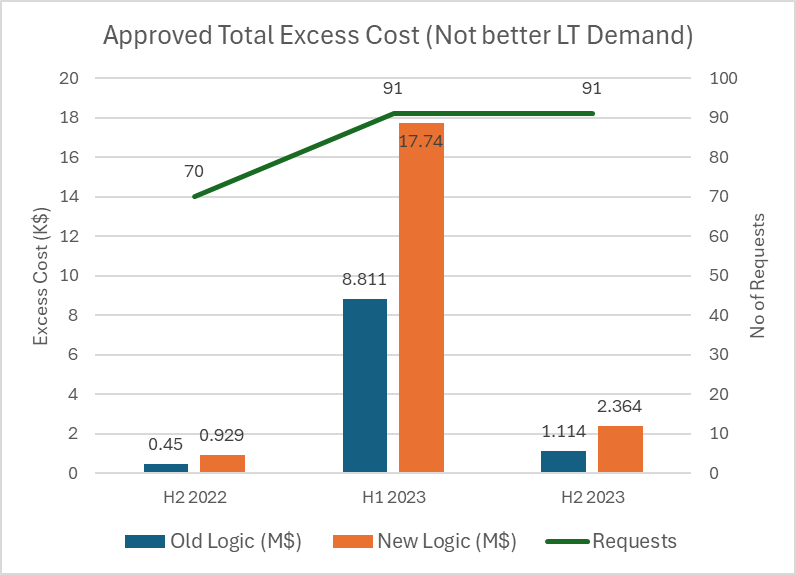 Approved Total Excess Cost (Not better LT Demand)
20 100
18 90
16 80
14 70
12 60
10 50
8 40
6 30
4 20
2 10
0 0
Excess Cost (K$)
No of Requests
70 91 91
0.45 0.929 8.811 17.74 1.114 2.364
H2 2022 H1 2023 H2 2023
Old Logic (M$) New Logic (M$) Requests